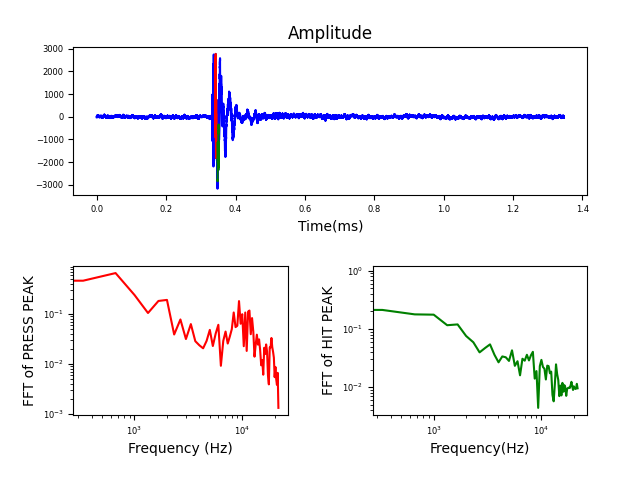 Amplitude
3000
2000
1000
0
−1000
−2000
−3000
0.0 0.2 0.4 0.6 0.8 1.0 1.2 1.4
Time(ms)
FFT of PRESS PEAK
10⁻¹
10⁻²
10⁻³
10³ 10⁴
Frequency (Hz)
FFT of HIT PEAK
10⁰
10⁻¹
10⁻²
10³ 10⁴
Frequency(Hz)